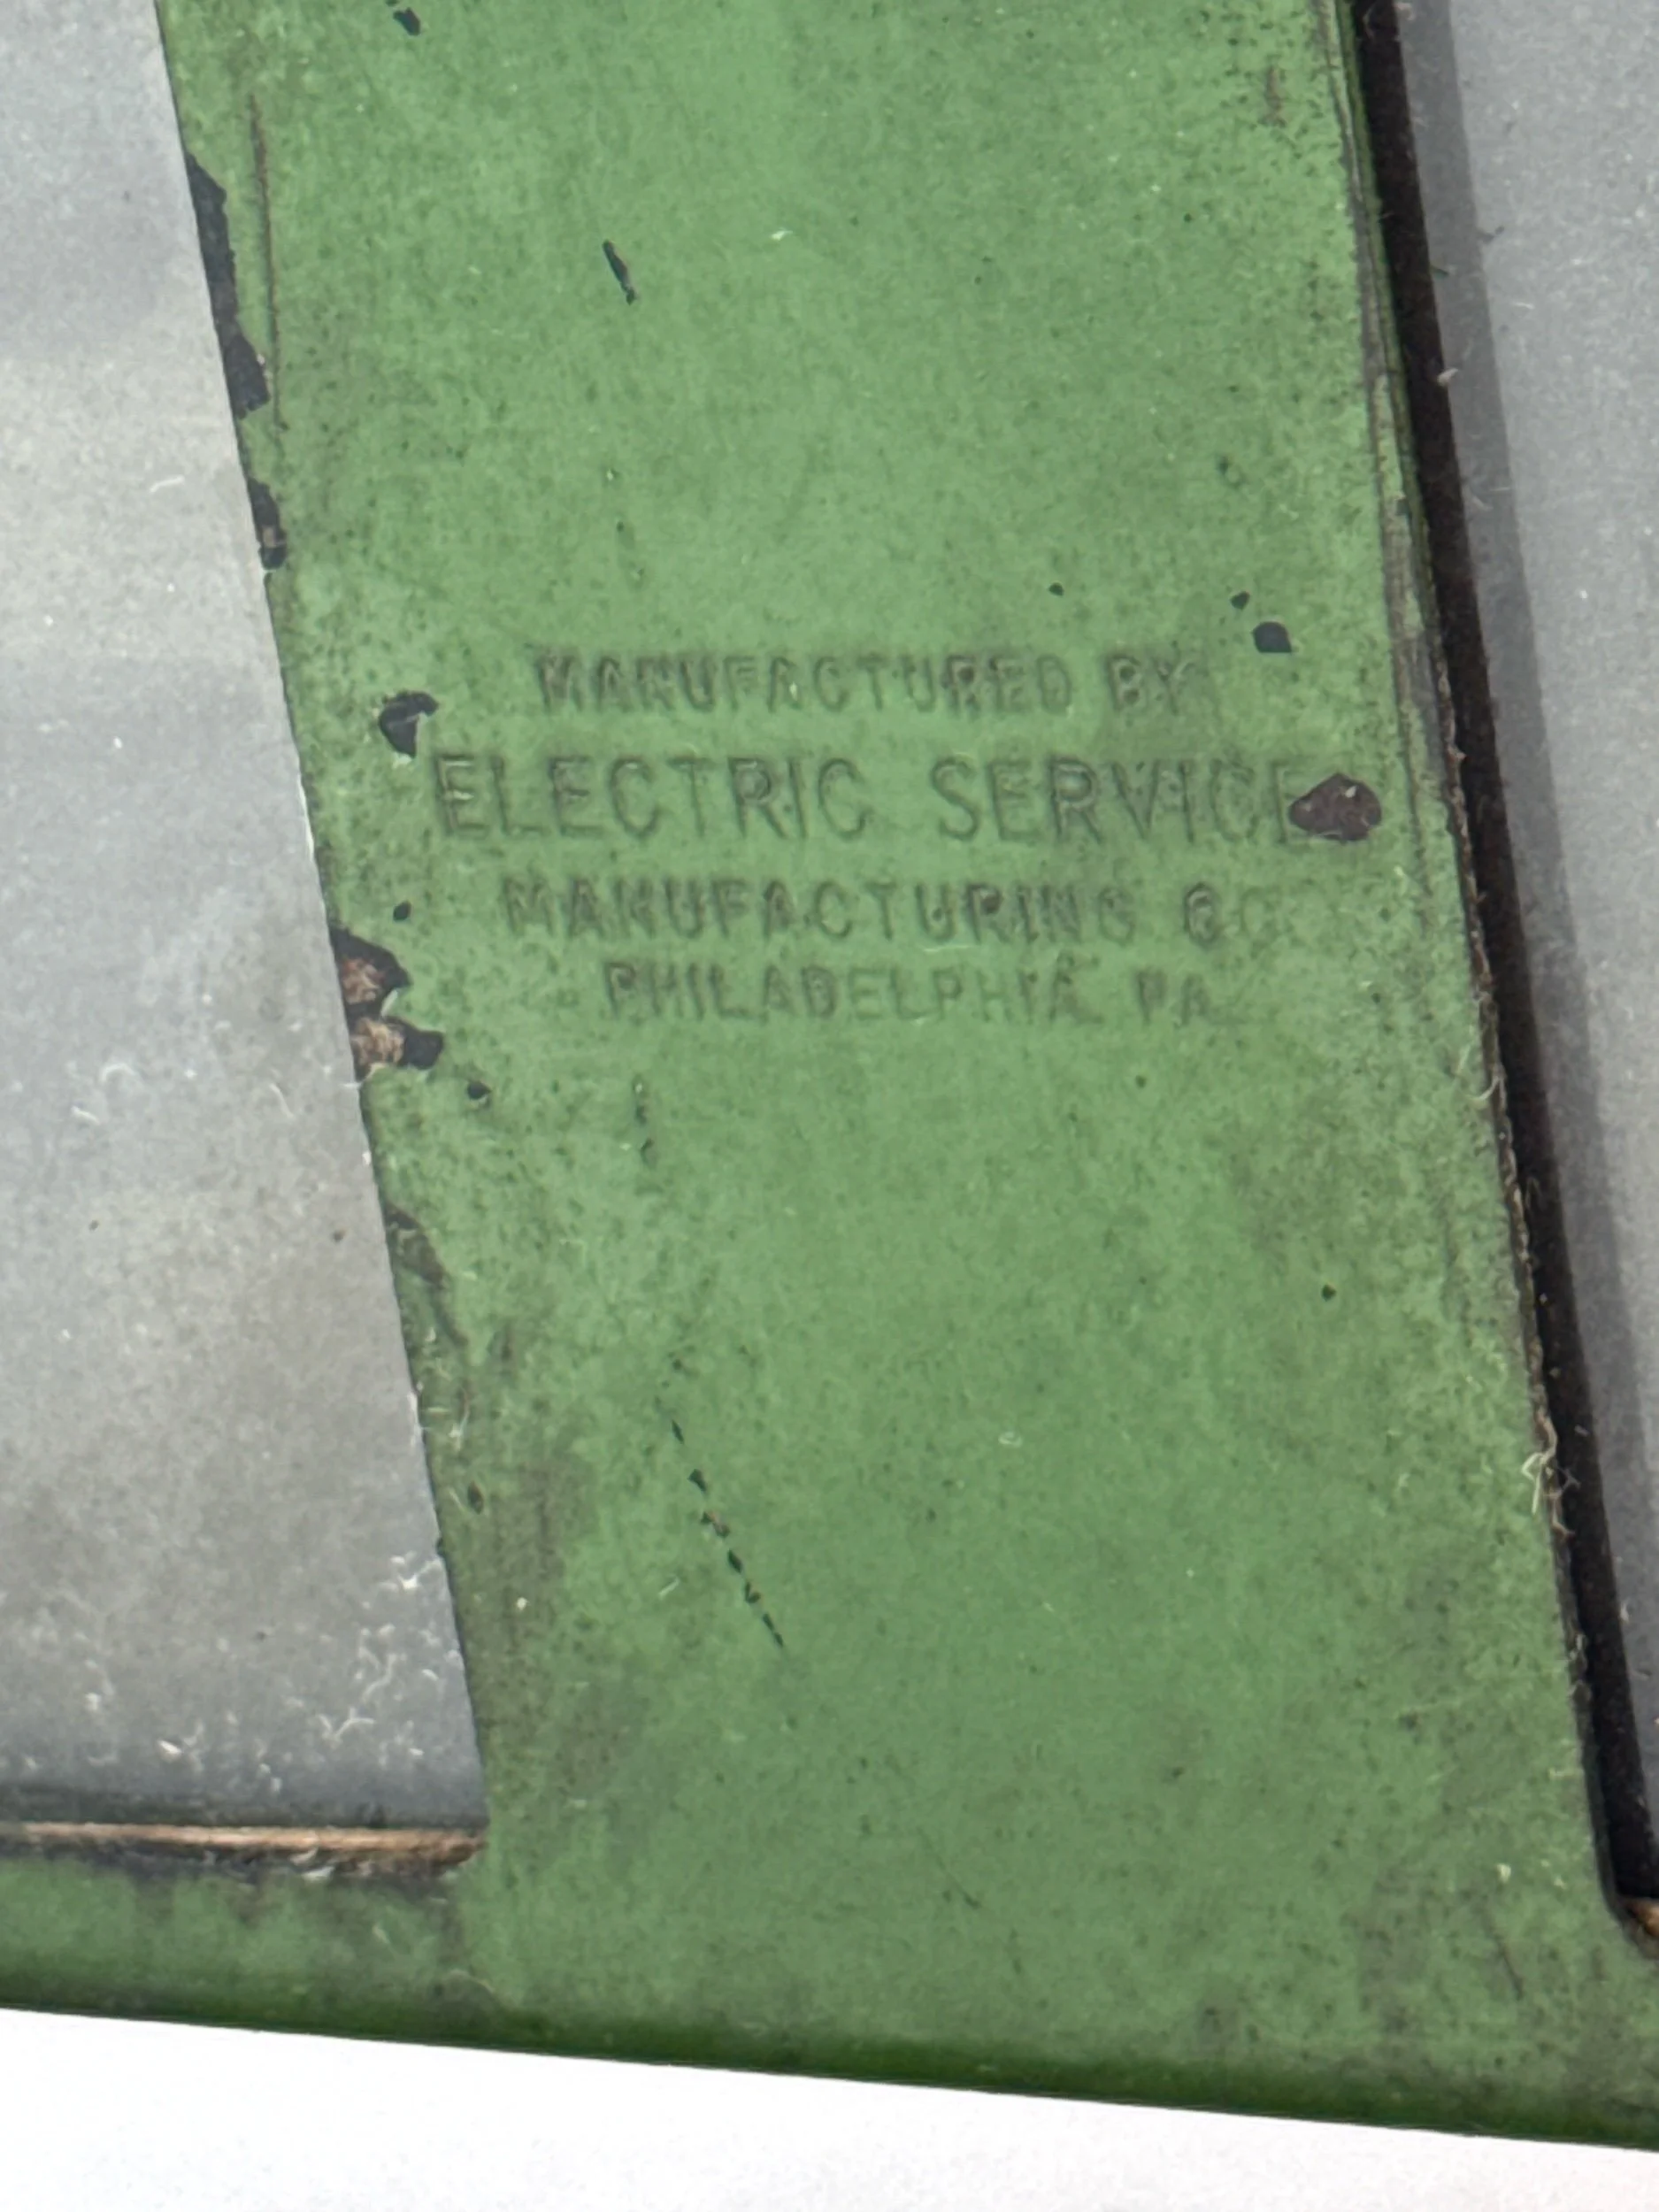 MANUFACTURED BY
ELECTRIC SERVICE
MANUFACTURING CO
PHILADELPHIA PA